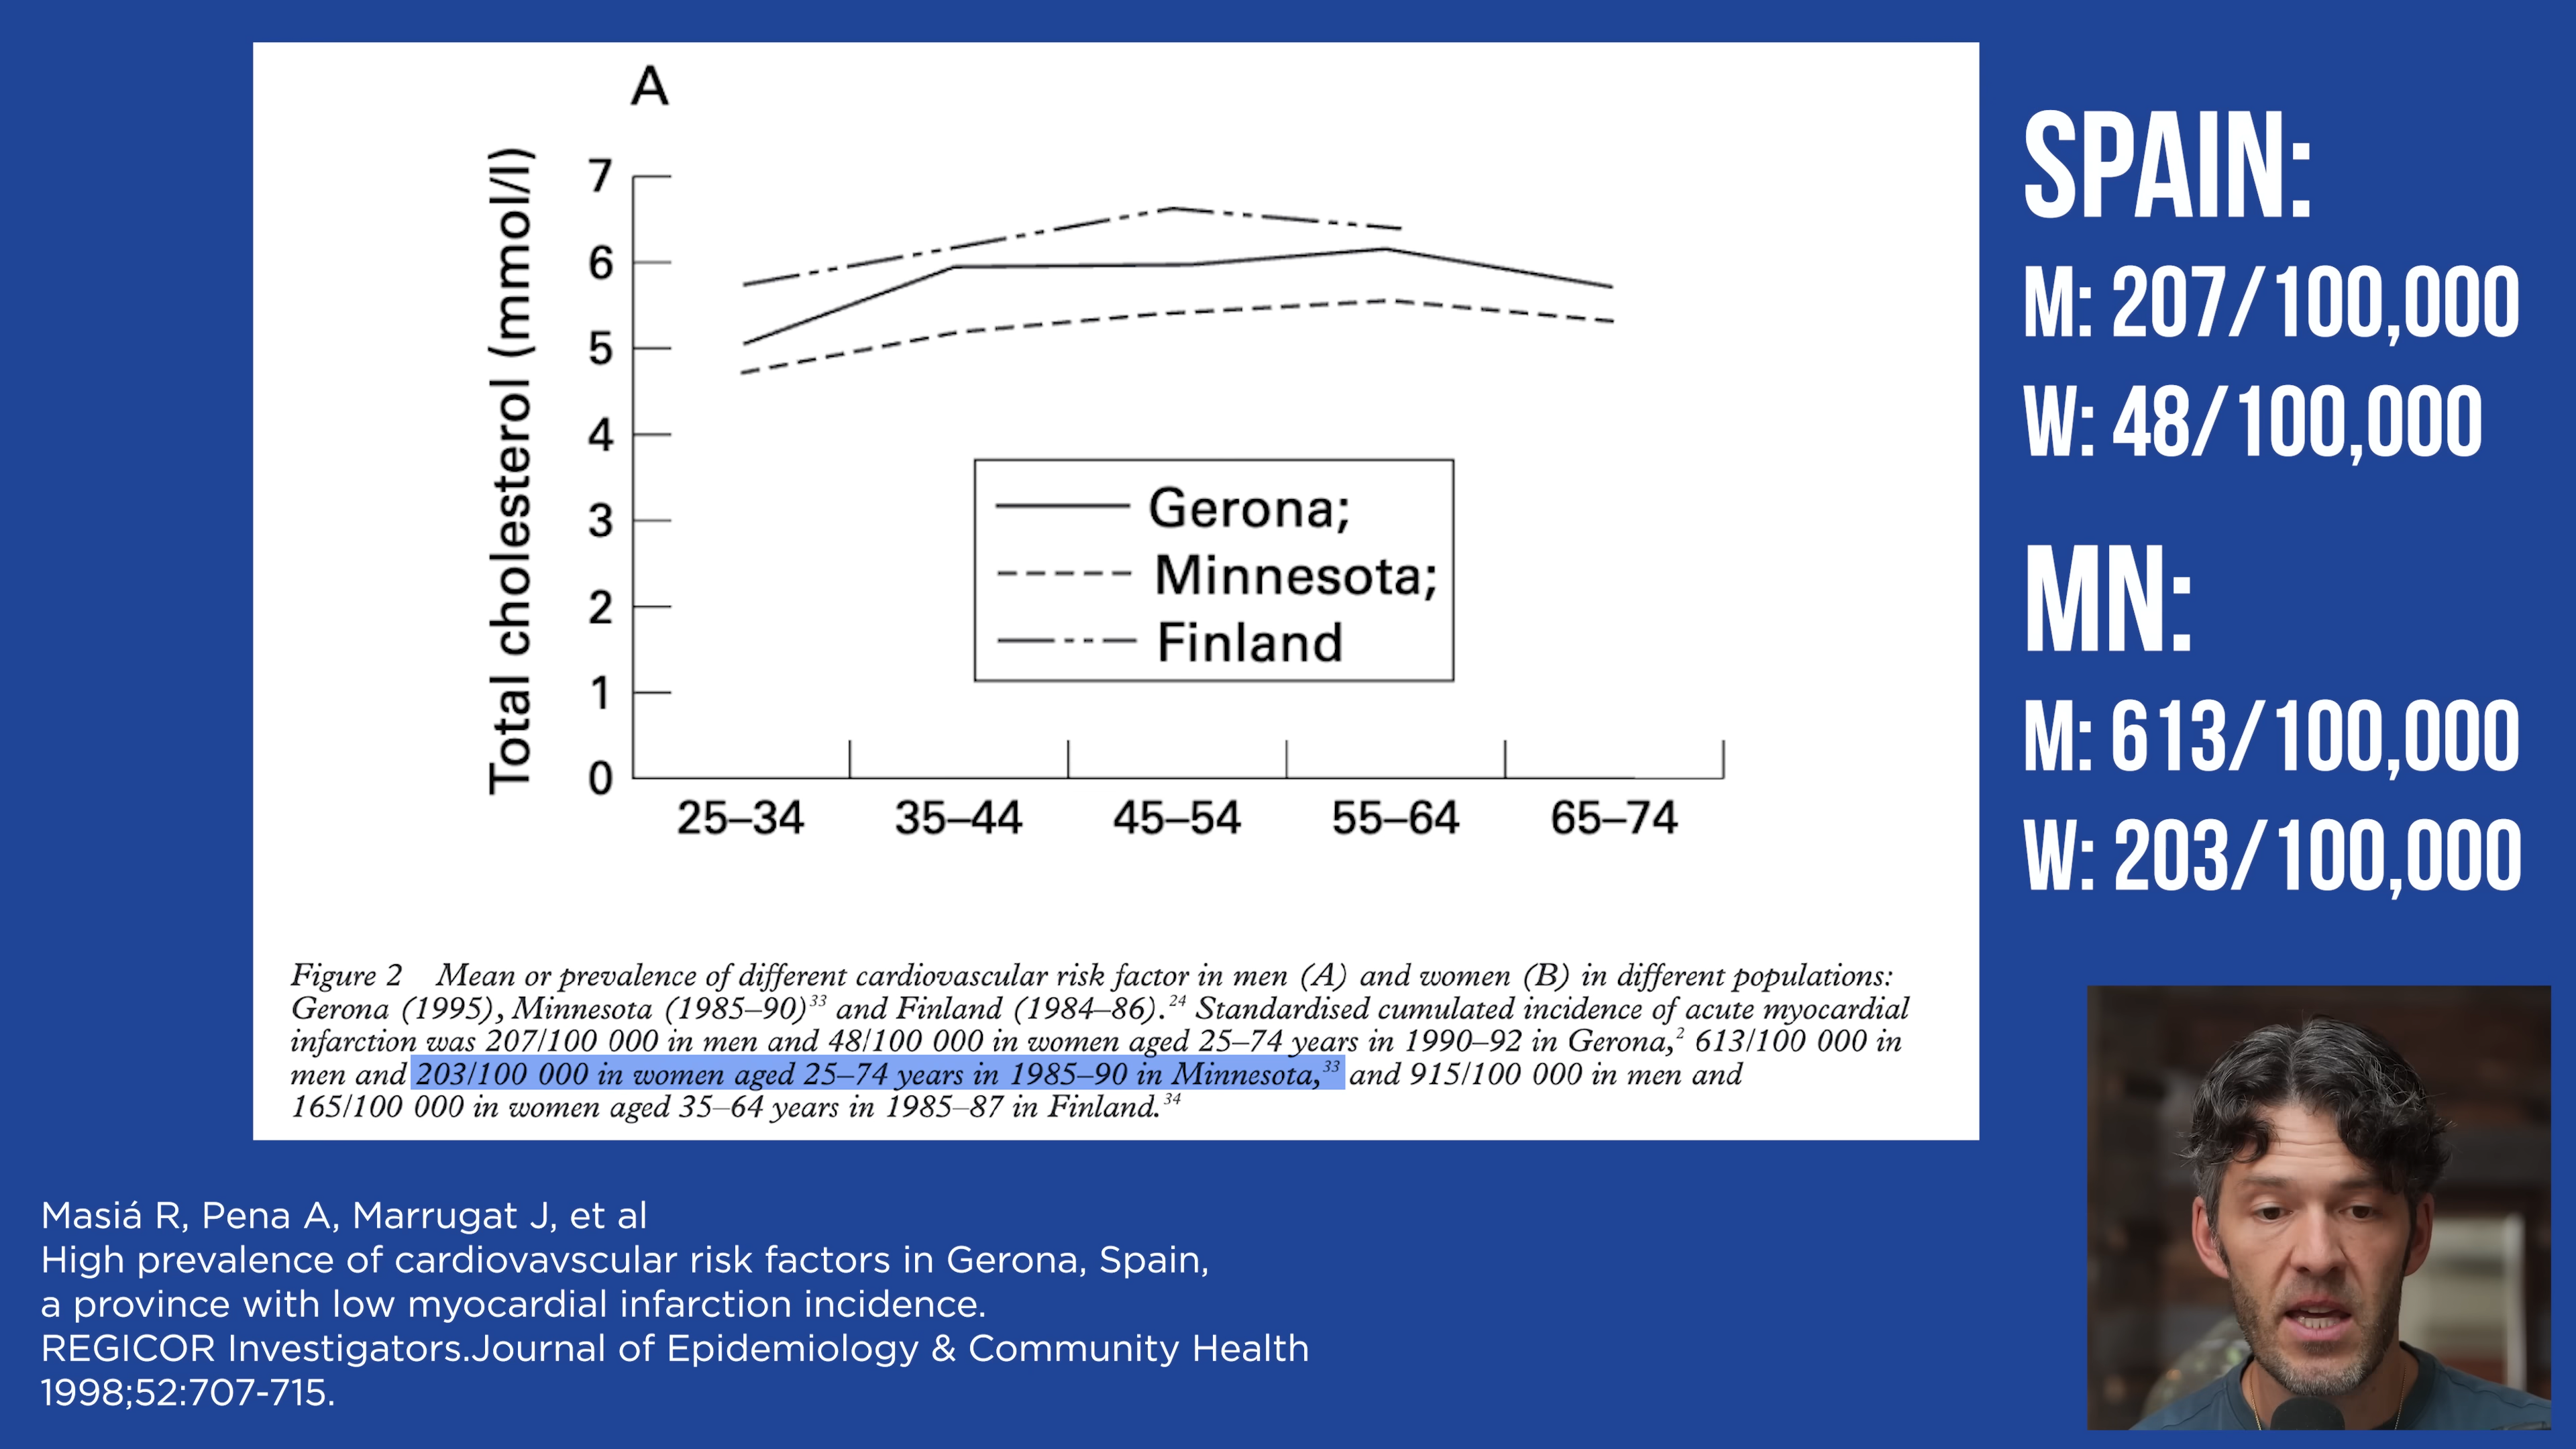 A
Total cholesterol (mmol/l)
7
6
5
4
3
2
1
0
Gerona;
Minnesota;
Finland
25–34 35–44 45–54 55–64 65–74
Figure 2 Mean or prevalence of different cardiovascular risk factor in men (A) and women (B) in different populations:
Gerona (1995), Minnesota (1985–90)33 and Finland (1984–86).24 Standardised cumulated incidence of acute myocardial
infarction was 207/100 000 in men and 48/100 000 in women aged 25–74 years in 1990–92 in Gerona,2 613/100 000 in
men and 203/100 000 in women aged 25–74 years in 1985–90 in Minnesota,33 and 915/100 000 in men and
165/100 000 in women aged 35–64 years in 1985–87 in Finland.34
SPAIN:
M: 207/100,000
W: 48/100,000
MN:
M: 613/100,000
W: 203/100,000
Masiá R, Pena A, Marrugat J, et al
High prevalence of cardiovavscular risk factors in Gerona, Spain,
a province with low myocardial infarction incidence.
REGICOR Investigators.Journal of Epidemiology & Community Health
1998;52:707-715.